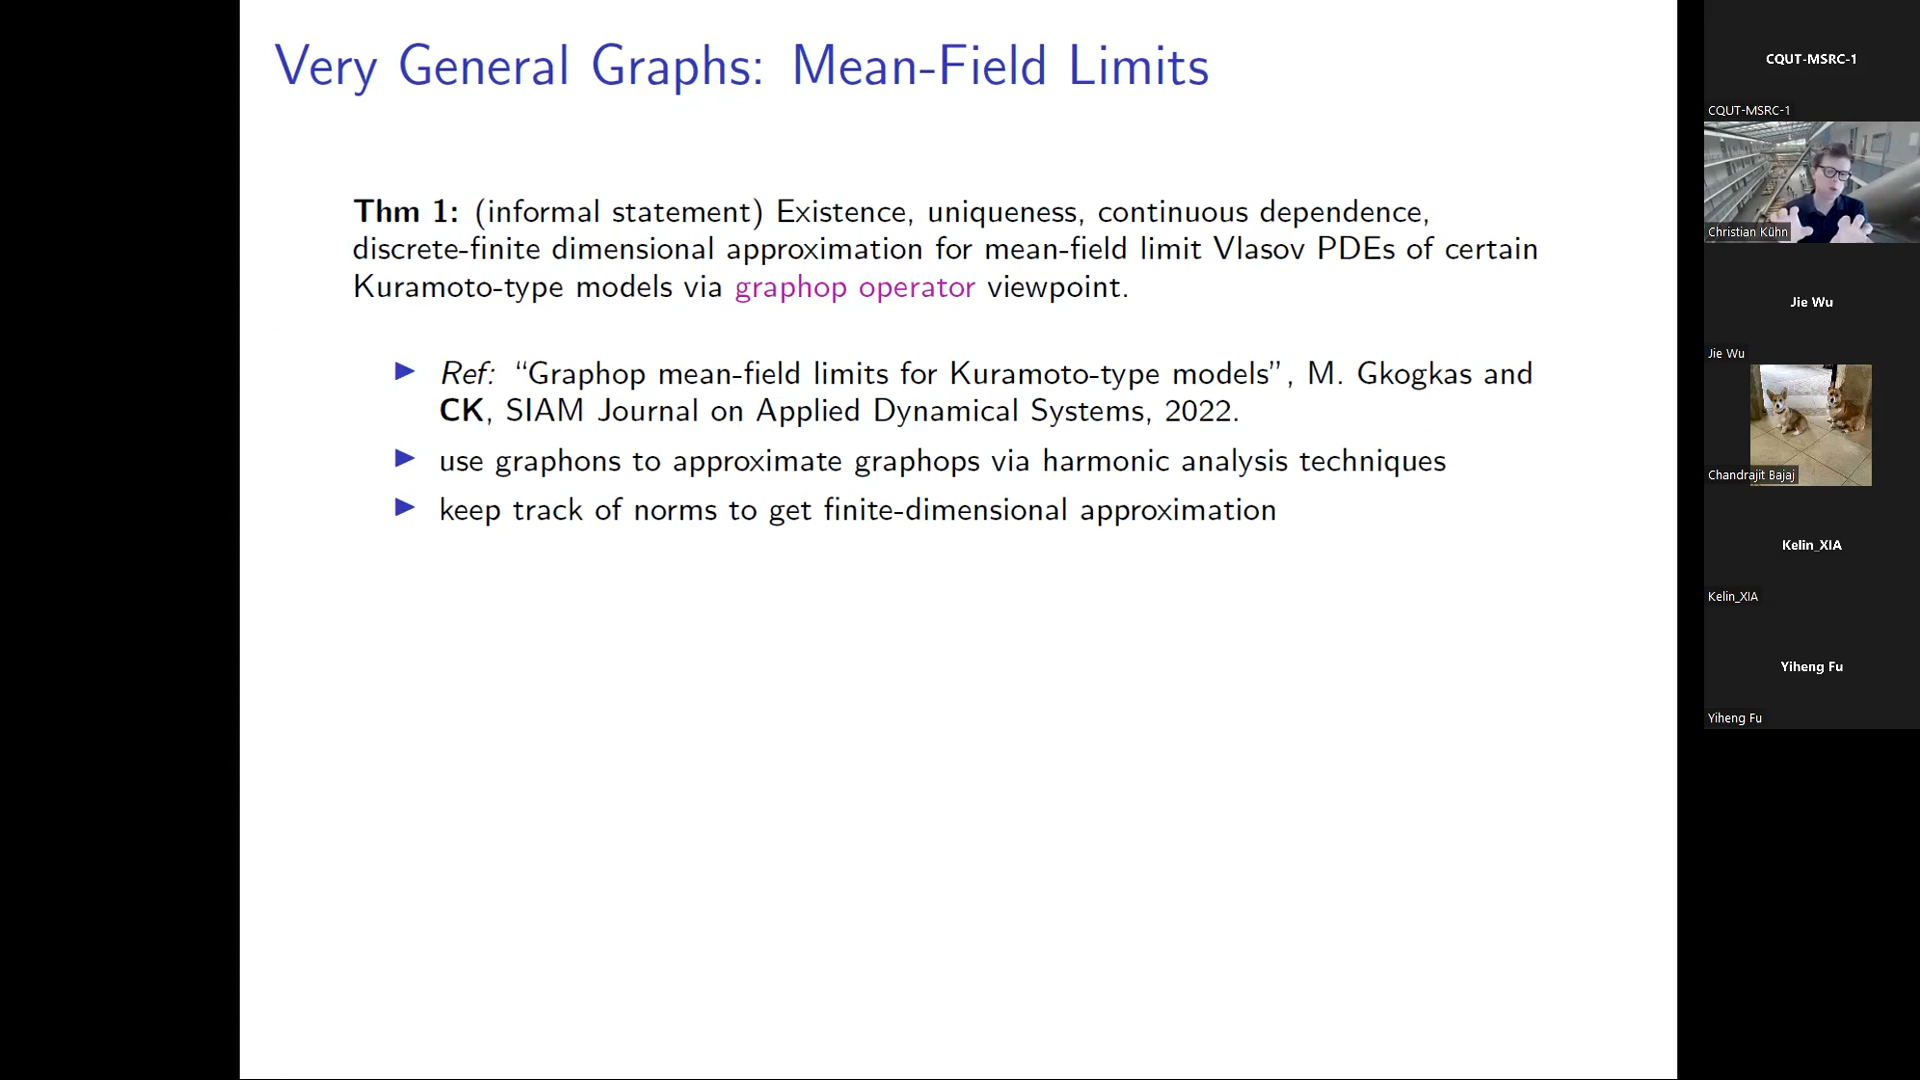 Very General Graphs: Mean-Field Limits
Thm 1: (informal statement) Existence, uniqueness, continuous dependence,
discrete-finite dimensional approximation for mean-field limit Vlasov PDEs of certain
Kuramoto-type models via graphop operator viewpoint.
▶ Ref: “Graphop mean-field limits for Kuramoto-type models”, M. Gkogkas and
CK, SIAM Journal on Applied Dynamical Systems, 2022.
▶ use graphons to approximate graphops via harmonic analysis techniques
▶ keep track of norms to get finite-dimensional approximation
CQUT-MSRC-1
CQUT-MSRC-1
Christian Kühn
Jie Wu
Jie Wu
Chandrajit Bajaj
Kelin_XIA
Kelin_XIA
Yiheng Fu
Yiheng Fu